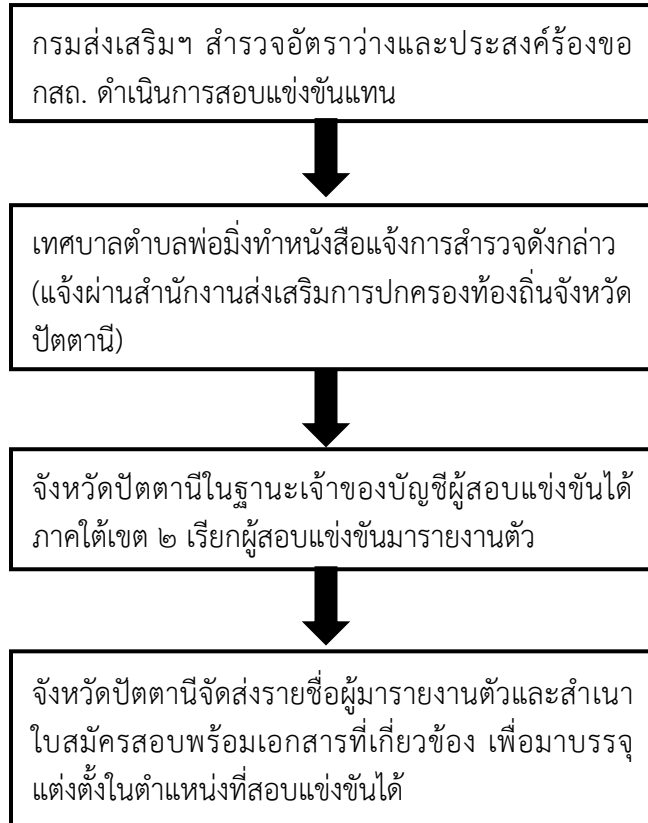 กรมส่งเสริมฯ สำรวจอัตราว่างและประสงค์ร้องขอ
กสถ. ดำเนินการสอบแข่งขันแทน
เทศบาลตำบลพ่อมิ่งทำหนังสือแจ้งการสำรวจดังกล่าว
(แจ้งผ่านสำนักงานส่งเสริมการปกครองท้องถิ่นจังหวัด
ปัตตานี)
จังหวัดปัตตานีในฐานะเจ้าของบัญชีผู้สอบแข่งขันได้
ภาคใต้เขต ๒ เรียกผู้สอบแข่งขันมารายงานตัว
จังหวัดปัตตานีจัดส่งรายชื่อผู้มารายงานตัวและสำเนา
ใบสมัครสอบพร้อมเอกสารที่เกี่ยวข้อง เพื่อมาบรรจุ
แต่งตั้งในตำแหน่งที่สอบแข่งขันได้